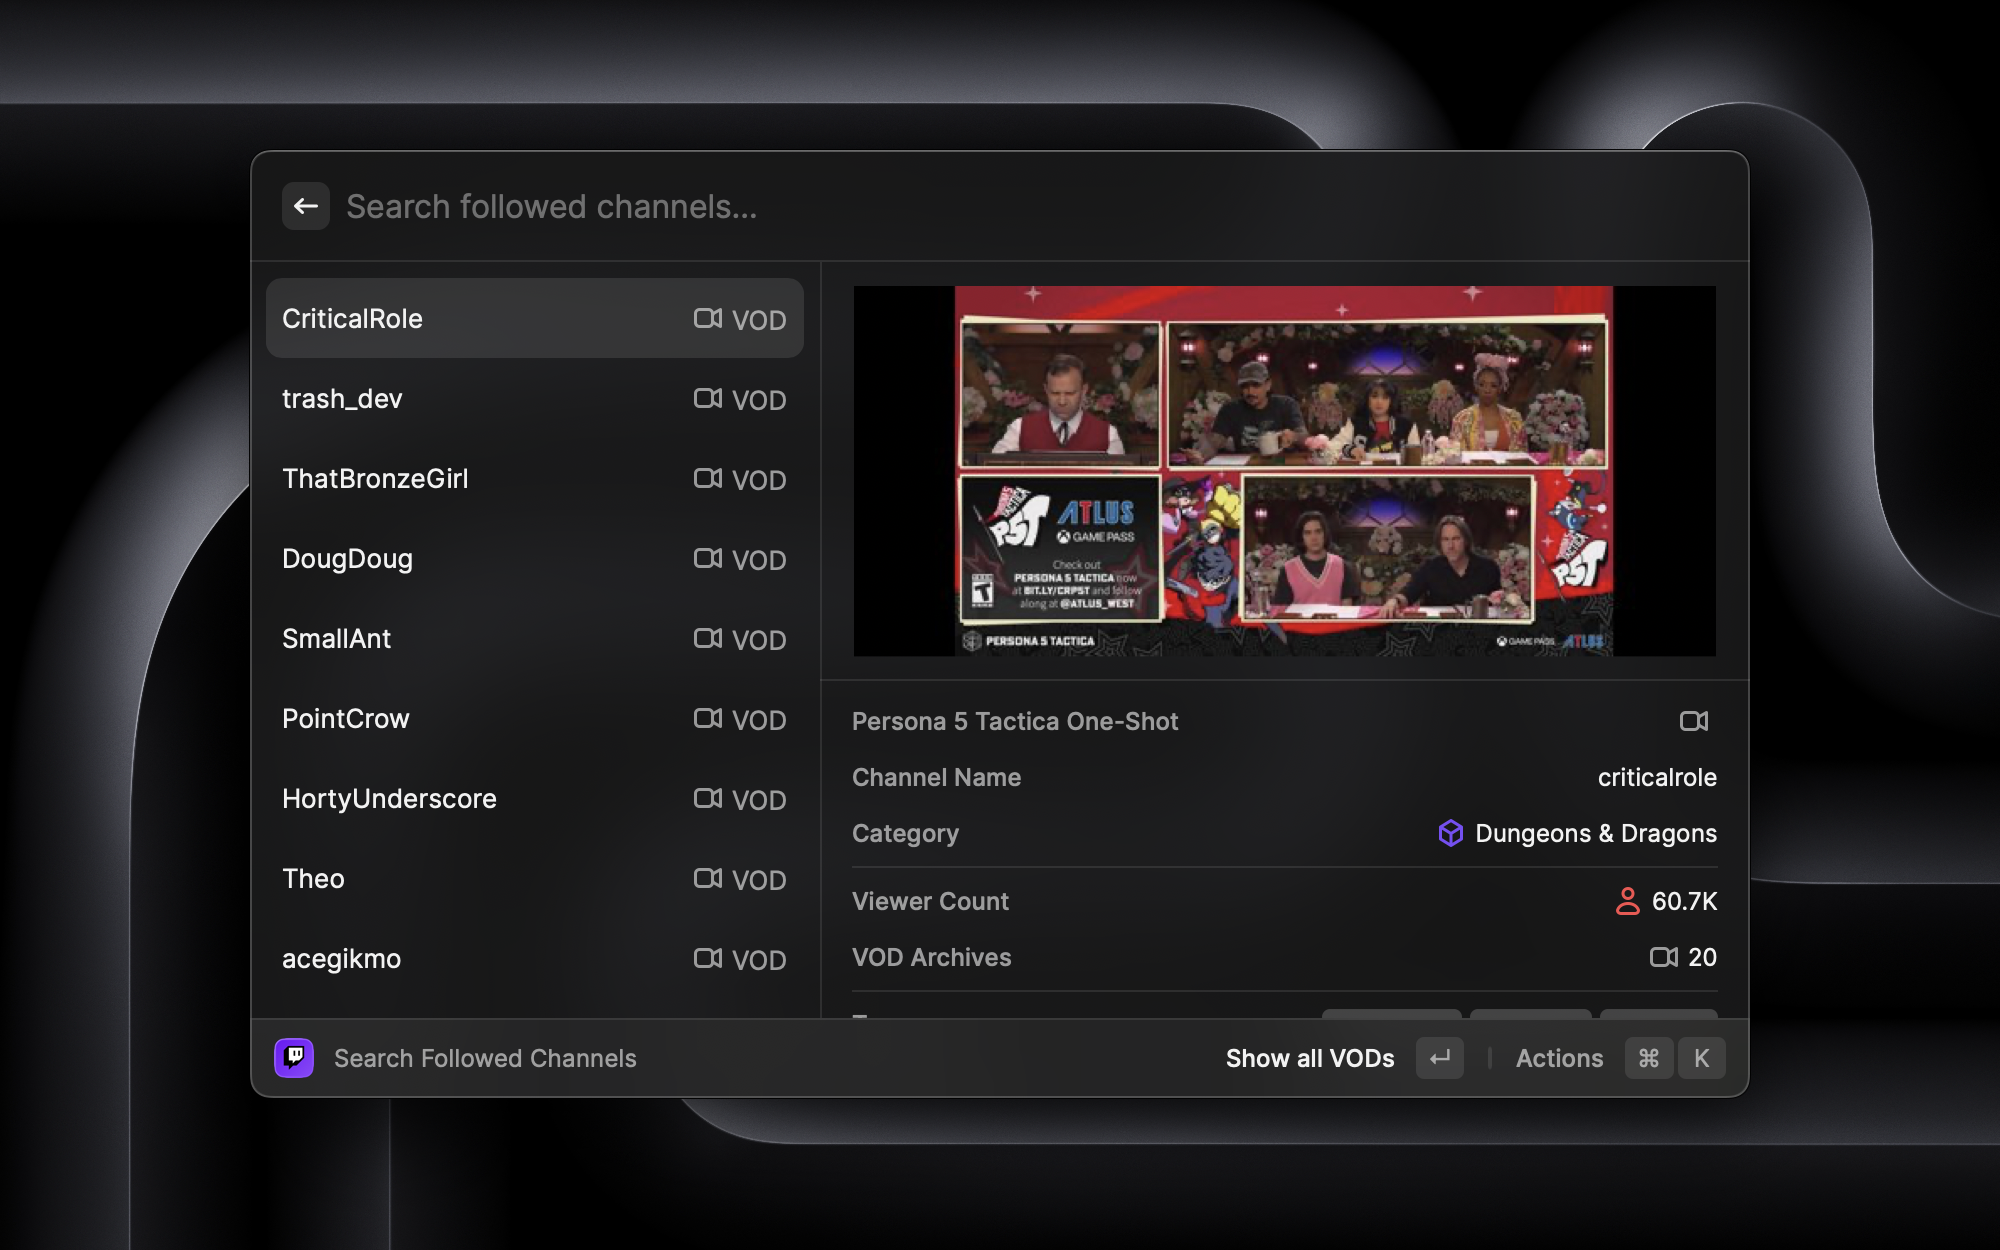 Search followed channels...
CriticalRole VOD
trash_dev VOD
ThatBronzeGirl VOD
DougDoug VOD
SmallAnt VOD
PointCrow VOD
HortyUnderscore VOD
Theo VOD
acegikmo VOD
PERSONA5 TACTICA
P5T
ATLUS
GAME PASS
Check out
PERSONA 5 TACTICA now
at BIT.LY/CRP5T and follow
along at @ATLUS_WEST
T
P5T
PERSONA 5 TACTICA
GAME PASS ATLUS
Persona 5 Tactica One-Shot
Channel Name criticalrole
Category Dungeons & Dragons
Viewer Count 60.7K
VOD Archives 20
Search Followed Channels
Show all VODs ↵ | Actions ⌘ K